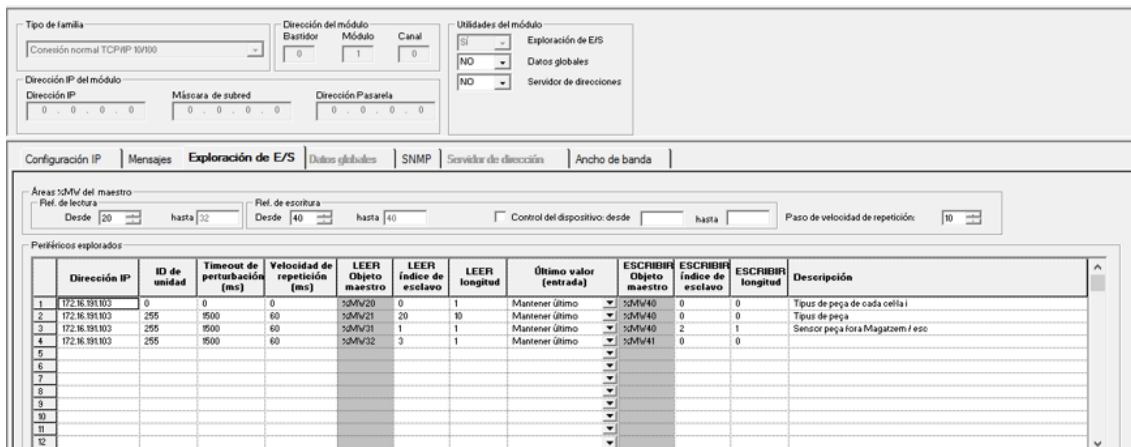 Tipo de familia
Conexión normal TCP/IP 10/100
Dirección del módulo
Bastidor Módulo Canal
0 1 0
Utilidades del módulo
SÍ Exploración de E/S
NO Datos globales
NO Servidor de direcciones
Dirección IP del módulo
Dirección IP Máscara de subred Dirección Pasarela
0 . 0 . 0 . 0 0 . 0 . 0 . 0 0 . 0 . 0 . 0
Configuración IP Mensajes Exploración de E/S Datos globales SNMP Servidor de dirección Ancho de banda
Áreas %MW del maestro
Ref. de lectura Ref. de escritura
Desde 20 hasta 32 Desde 40 hasta 40 Control del dispositivo: desde hasta Paso de velocidad de repetición: 10
Periféricos explorados
Dirección IP ID de unidad Timeout de perturbación (ms) Velocidad de repetición (ms) LEER Objeto maestro LEER índice de esclavo LEER longitud Último valor (entrada) ESCRIBIR Objeto maestro ESCRIBIR índice de esclavo ESCRIBIR longitud Descripción
1 172.16.191.103 0 0 0 %MW20 0 1 Mantener último %MW40 0 0 Tipus de peça de cada cel·la i
2 172.16.191.103 255 1500 60 %MW21 20 10 Mantener último %MW40 0 0 Tipus de peça
3 172.16.191.103 255 1500 60 %MW31 1 1 Mantener último %MW40 2 1 Sensor peça fora Magatzem / esc
4 172.16.191.103 255 1500 60 %MW32 3 1 Mantener último %MW41 0 0
5
6
7
8
9
10
11
12